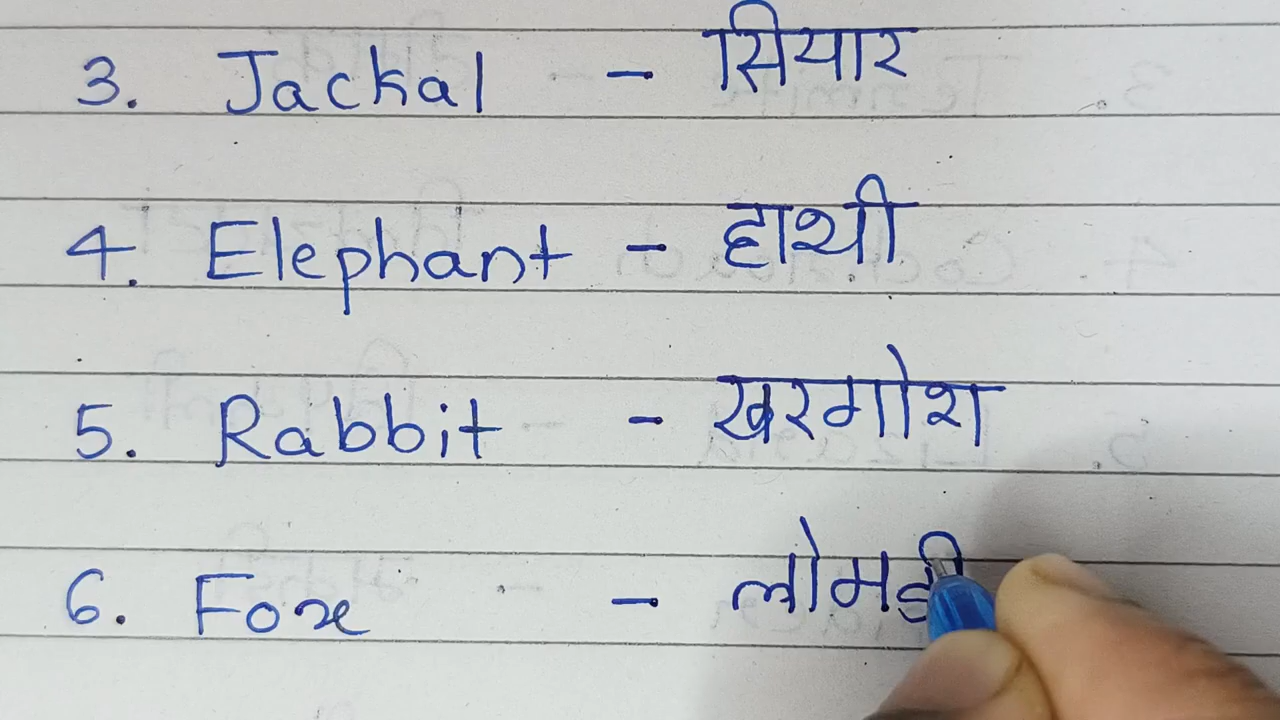 3. Jackal - सियार
4. Elephant - हाथी
5. Rabbit - खरगोश
6. Fox - लोमडी